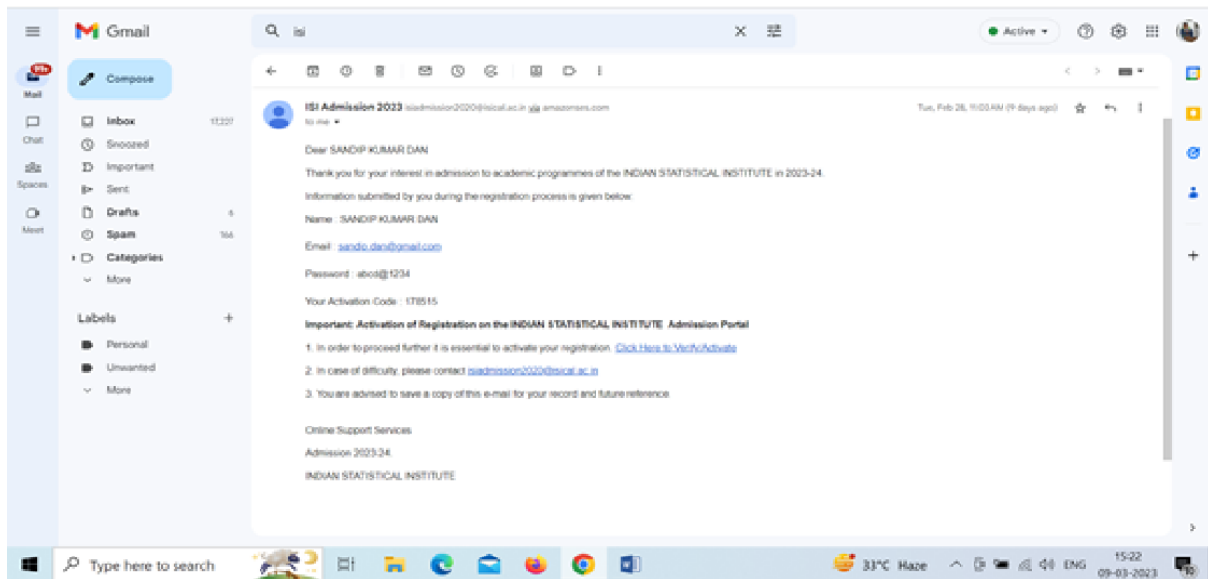 Gmail
isi
Active
Compose
Mail
Inbox 17,227
Chat
Snoozed
Important
Spaces
Sent
Drafts 6
Meet
Spam 166
Categories
More
Labels
Personal
Unwanted
More
ISI Admission 2023 isiadmission2020@isical.ac.in via amazonses.com
Tue, Feb 28, 11:03 AM (9 days ago)
to me
Dear SANDIP KUMAR DAN
Thank you for your interest in admission to academic programmes of the INDIAN STATISTICAL INSTITUTE in 2023-24.
Information submitted by you during the registration process is given below:
Name : SANDIP KUMAR DAN
Email : sandip.dan@gmail.com
Password : abcd@1234
Your Activation Code : 178515
Important: Activation of Registration on the INDIAN STATISTICAL INSTITUTE Admission Portal
1. In order to proceed further it is essential to activate your registration. Click Here to Verify/Activate
2. In case of difficulty, please contact isiadmission2020@isical.ac.in
3. You are advised to save a copy of this e-mail for your record and future reference
Online Support Services
Admission 2023-24.
INDIAN STATISTICAL INSTITUTE
Type here to search
33°C Haze
ENG
15:22
09-03-2023